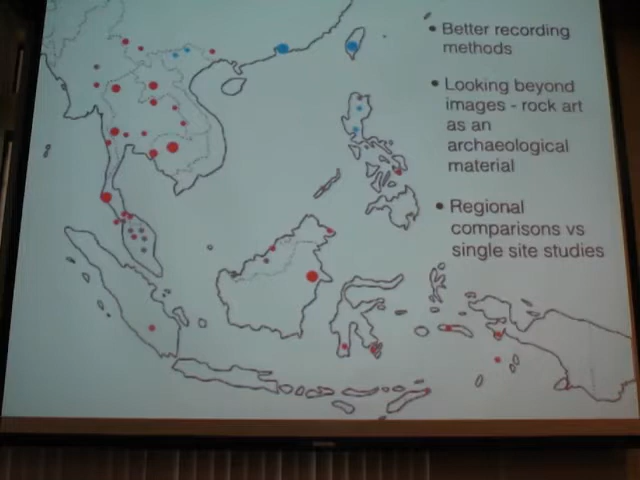 • Better recording
methods
• Looking beyond
images - rock art
as an
archaeological
material
• Regional
comparisons vs
single site studies